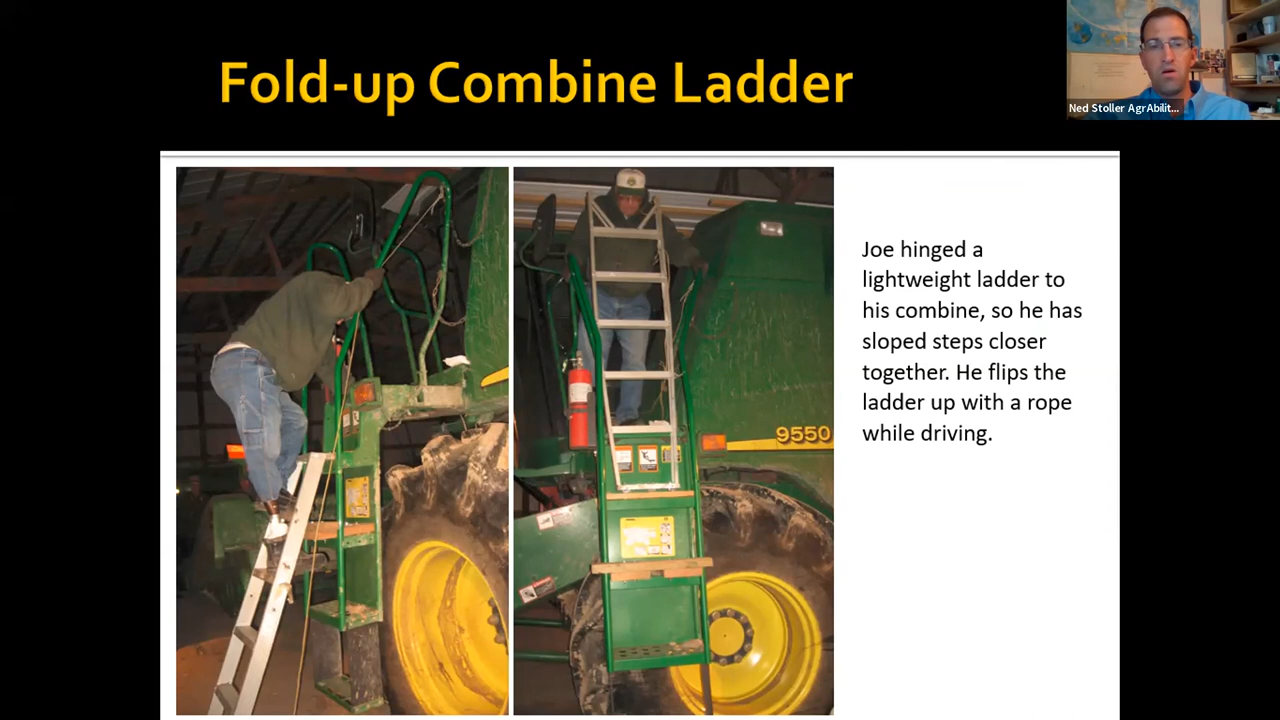 Fold-up Combine Ladder
Ned Stoller AgrAbilit...
Joe hinged a
lightweight ladder to
his combine, so he has
sloped steps closer
together. He flips the
ladder up with a rope
while driving.
9550